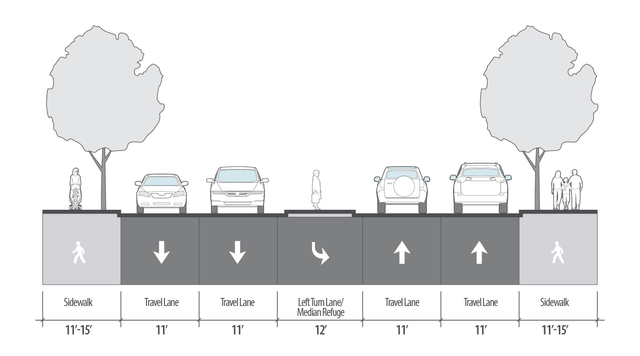 Sidewalk Travel Lane Travel Lane Left Turn Lane/ Travel Lane Travel Lane Sidewalk
Median Refuge
11'-15' 11' 11' 12' 11' 11' 11'-15'